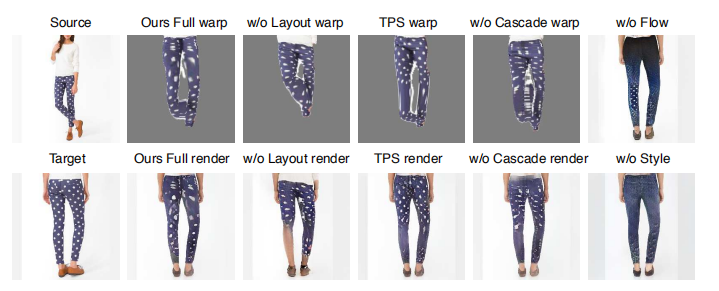 Source Ours Full warp w/o Layout warp TPS warp w/o Cascade warp w/o Flow
Target Ours Full render w/o Layout render TPS render w/o Cascade render w/o Style